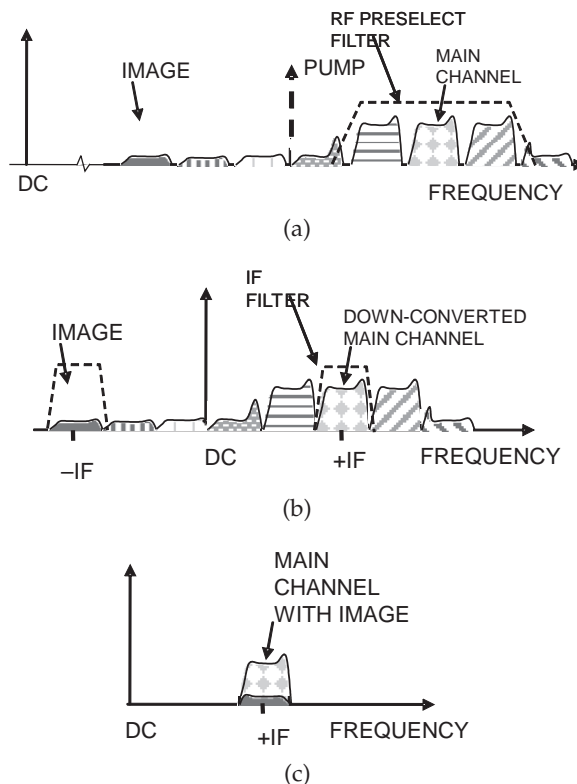 RF PRESELECT
FILTER
IMAGE
PUMP
MAIN
CHANNEL
DC
FREQUENCY
(a)
IF
FILTER
IMAGE
DOWN-CONVERTED
MAIN CHANNEL
–IF
DC
+IF
FREQUENCY
(b)
MAIN
CHANNEL
WITH IMAGE
DC
+IF
FREQUENCY
(c)